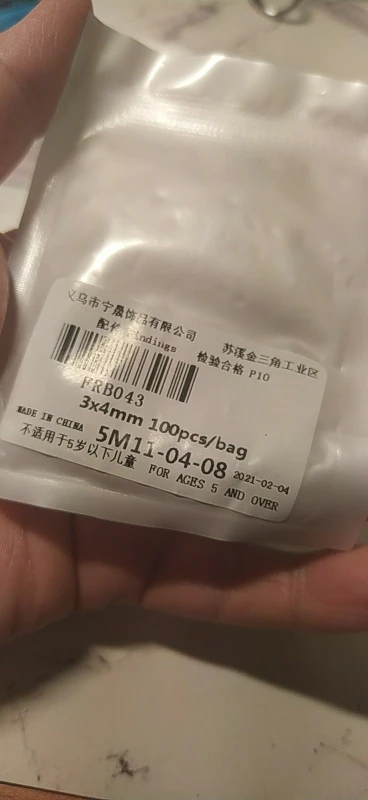 义乌市宁晟饰品有限公司 苏溪金三角工业区
配件 Findings 检验合格 P10
FRB043
3x4mm 100pcs/bag
MADE IN CHINA 5M11-04-08 2021-02-04
不适用于5岁以下儿童 FOR AGES 5 AND OVER